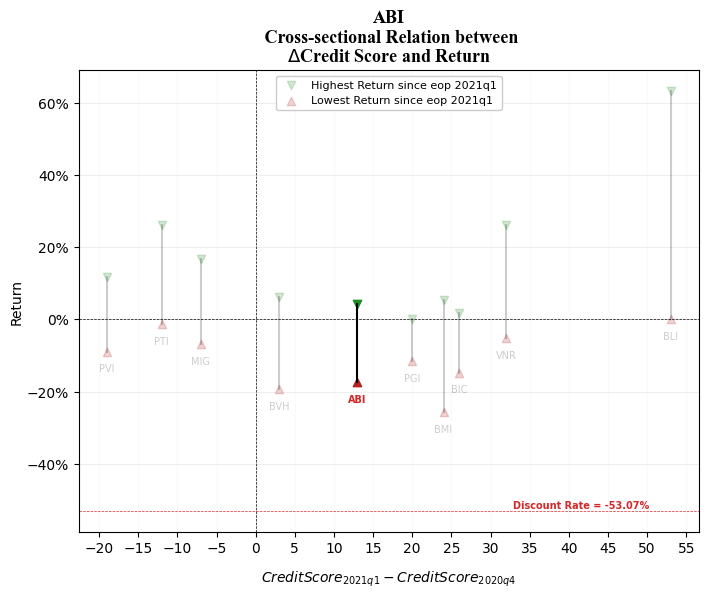 ABI
Cross-sectional Relation between
ΔCredit Score and Return
Highest Return since eop 2021q1
Lowest Return since eop 2021q1
60%
40%
20%
0%
−20%
−40%
Return
PVI
PTI
MIG
BVH
ABI
PGI
BMI
BIC
VNR
BLI
Discount Rate = -53.07%
−20 −15 −10 −5 0 5 10 15 20 25 30 35 40 45 50 55
CreditScore2021q1 − CreditScore2020q4